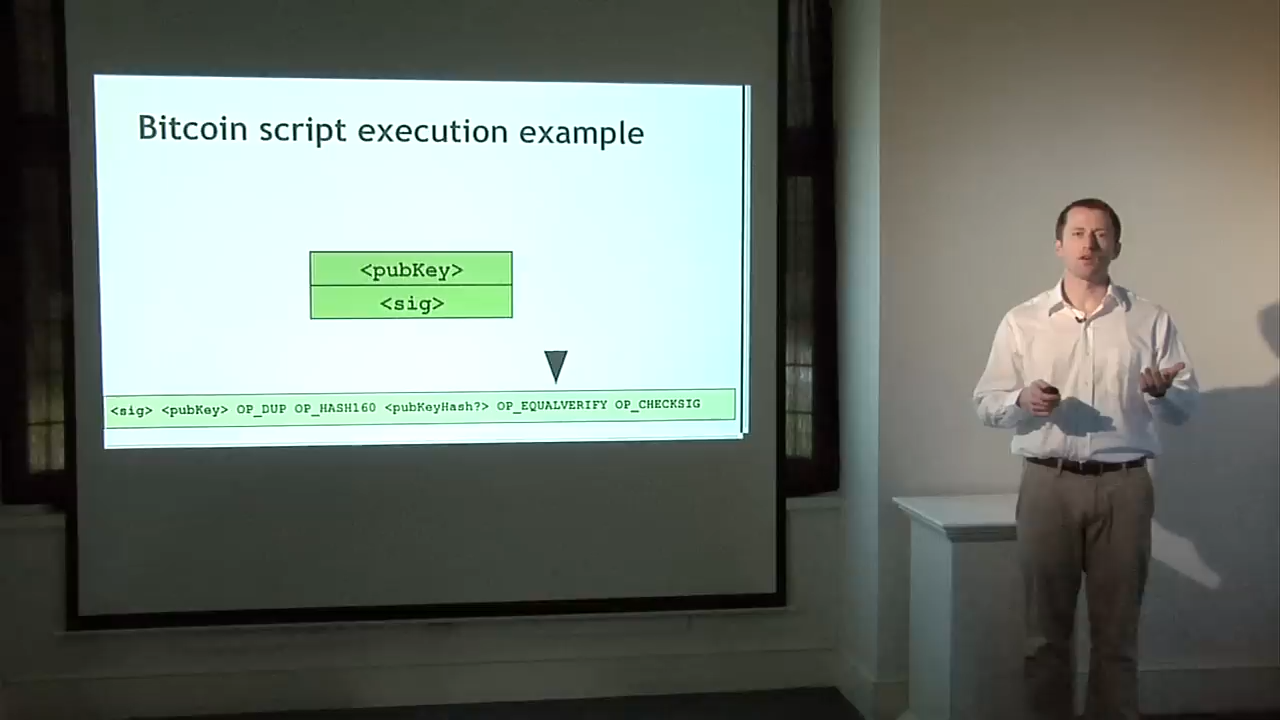 Bitcoin script execution example
<pubKey>
<sig>
<sig> <pubKey> OP_DUP OP_HASH160 <pubKeyHash?> OP_EQUALVERIFY OP_CHECKSIG